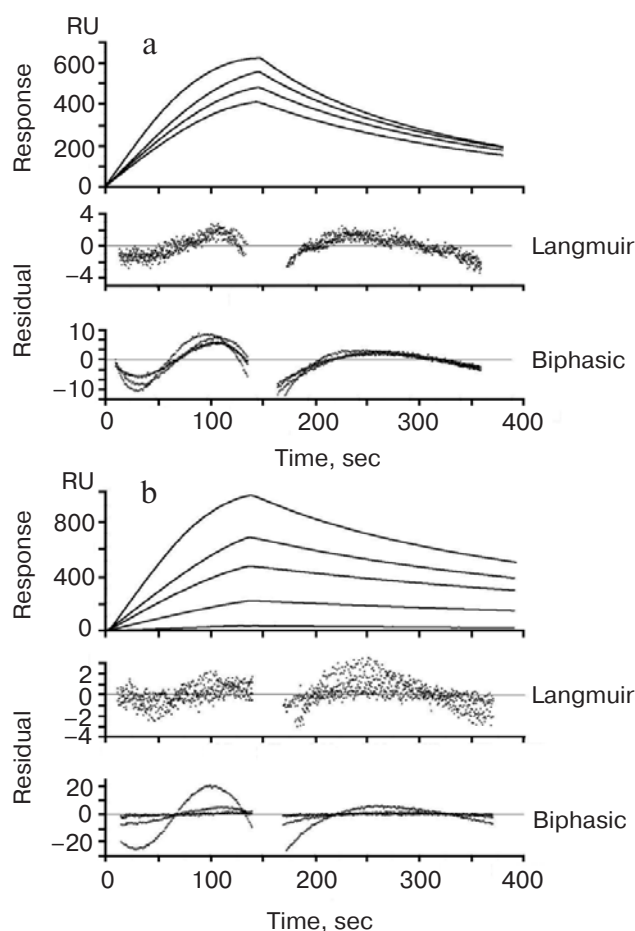 RU
a
600
400
200
0
Response
4
0
−4
Langmuir
Residual
10
0
−10
Biphasic
0 100 200 300 400
Time, sec
RU
b
800
400
0
Response
2
0
−2
−4
Langmuir
Residual
20
0
−20
Biphasic
0 100 200 300 400
Time, sec